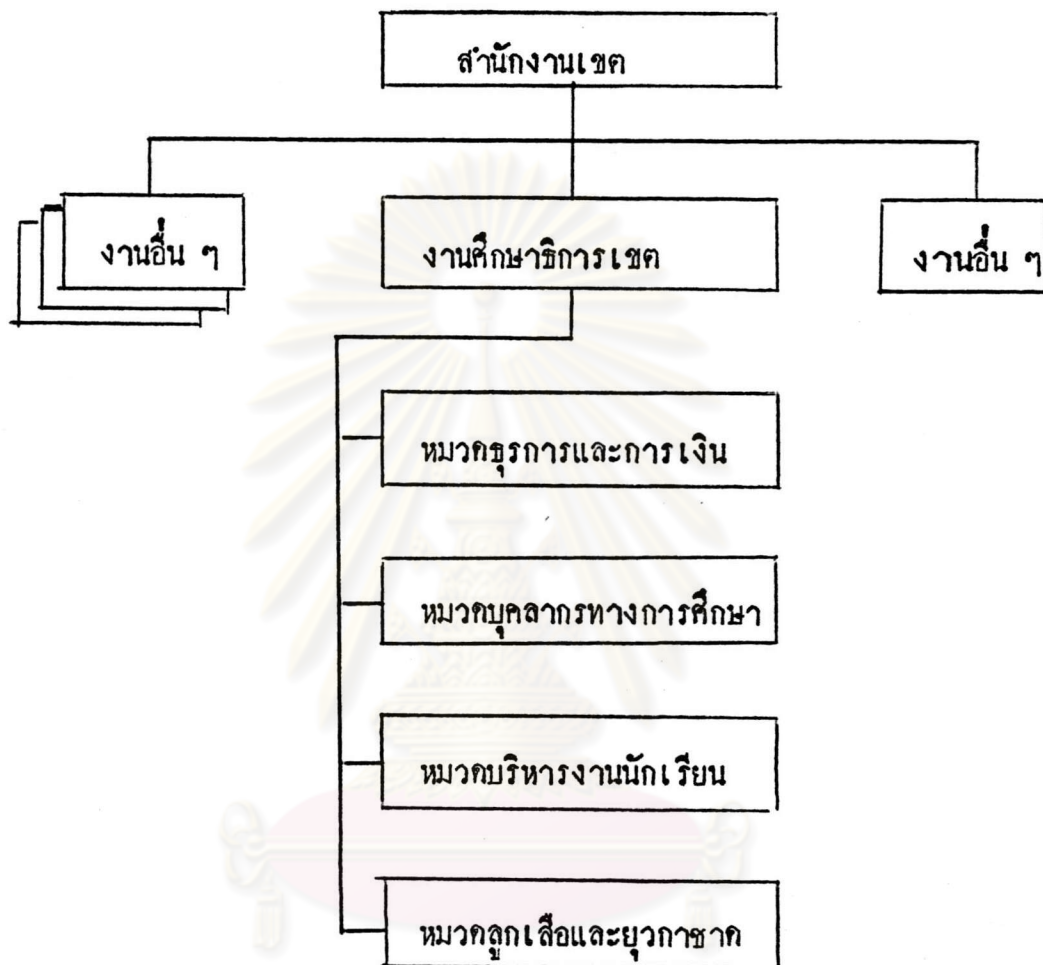 สำนักงานเขต
งานอื่น ๆ
งานศึกษาธิการเขต
งานอื่น ๆ
หมวดธุรการและการเงิน
หมวดบุคลากรทางการศึกษา
หมวดบริหารงานนักเรียน
หมวดลูกเสือและยุวกาชาด